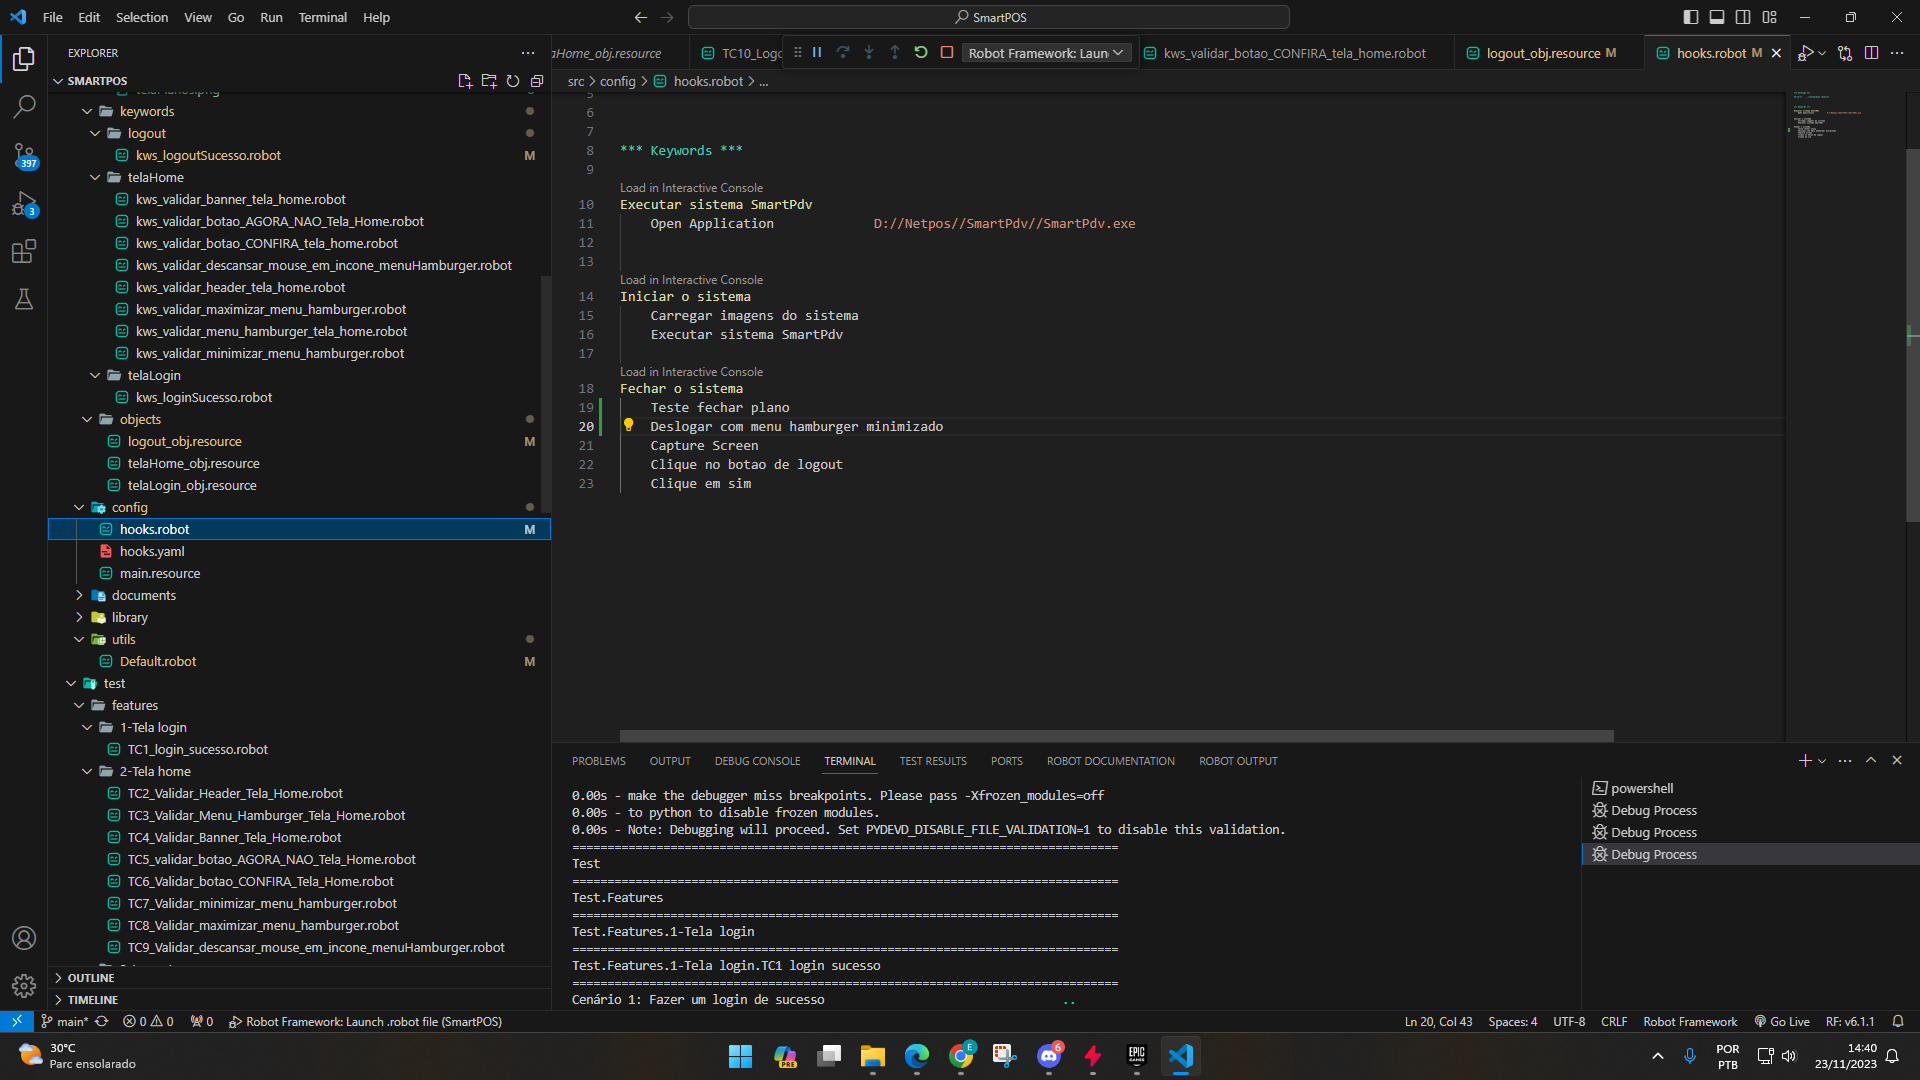 File Edit Selection View Go Run Terminal Help
SmartPOS
EXPLORER
SMARTPOS
keywords
logout
kws_logoutSucesso.robot M
telaHome
kws_validar_banner_tela_home.robot
kws_validar_botao_AGORA_NAO_Tela_Home.robot
kws_validar_botao_CONFIRA_tela_home.robot
kws_validar_descansar_mouse_em_incone_menuHamburger.robot
kws_validar_header_tela_home.robot
kws_validar_maximizar_menu_hamburger.robot
kws_validar_menu_hamburger_tela_home.robot
kws_validar_minimizar_menu_hamburger.robot
telaLogin
kws_loginSucesso.robot
objects
logout_obj.resource M
telaHome_obj.resource
telaLogin_obj.resource
config
hooks.robot M
hooks.yaml
main.resource
documents
library
utils
Default.robot M
test
features
1-Tela login
TC1_login_sucesso.robot
2-Tela home
TC2_Validar_Header_Tela_Home.robot
TC3_Validar_Menu_Hamburger_Tela_Home.robot
TC4_Validar_Banner_Tela_Home.robot
TC5_validar_botao_AGORA_NAO_Tela_Home.robot
TC6_Validar_botao_CONFIRA_Tela_Home.robot
TC7_Validar_minimizar_menu_hamburger.robot
TC8_Validar_maximizar_menu_hamburger.robot
TC9_Validar_descansar_mouse_em_incone_menuHamburger.robot
OUTLINE
TIMELINE
397
3
aHome_obj.resource TC10_Logo Robot Framework: Laun kws_validar_botao_CONFIRA_tela_home.robot logout_obj.resource M hooks.robot M
src > config > hooks.robot > ...
5
6
7
8 *** Keywords ***
9
Load in Interactive Console
10 Executar sistema SmartPdv
11 Open Application D://Netpos//SmartPdv//SmartPdv.exe
12
13
Load in Interactive Console
14 Iniciar o sistema
15 Carregar imagens do sistema
16 Executar sistema SmartPdv
17
Load in Interactive Console
18 Fechar o sistema
19 Teste fechar plano
20 Deslogar com menu hamburger minimizado
21 Capture Screen
22 Clique no botao de logout
23 Clique em sim
PROBLEMS OUTPUT DEBUG CONSOLE TERMINAL TEST RESULTS PORTS ROBOT DOCUMENTATION ROBOT OUTPUT
0.00s - make the debugger miss breakpoints. Please pass -Xfrozen_modules=off
0.00s - to python to disable frozen modules.
0.00s - Note: Debugging will proceed. Set PYDEVD_DISABLE_FILE_VALIDATION=1 to disable this validation.
==============================================================================
Test
==============================================================================
Test.Features
==============================================================================
Test.Features.1-Tela login
==============================================================================
Test.Features.1-Tela login.TC1 login sucesso
==============================================================================
Cenário 1: Fazer um login de sucesso ..
powershell
Debug Process
Debug Process
Debug Process
main* 0 0 0 Robot Framework: Launch .robot file (SmartPOS)
Ln 20, Col 43 Spaces: 4 UTF-8 CRLF Robot Framework Go Live RF: v6.1.1
30°C
Parc ensolarado
PRE
E
6
EPIC
GAMES
POR
PTB
14:40
23/11/2023